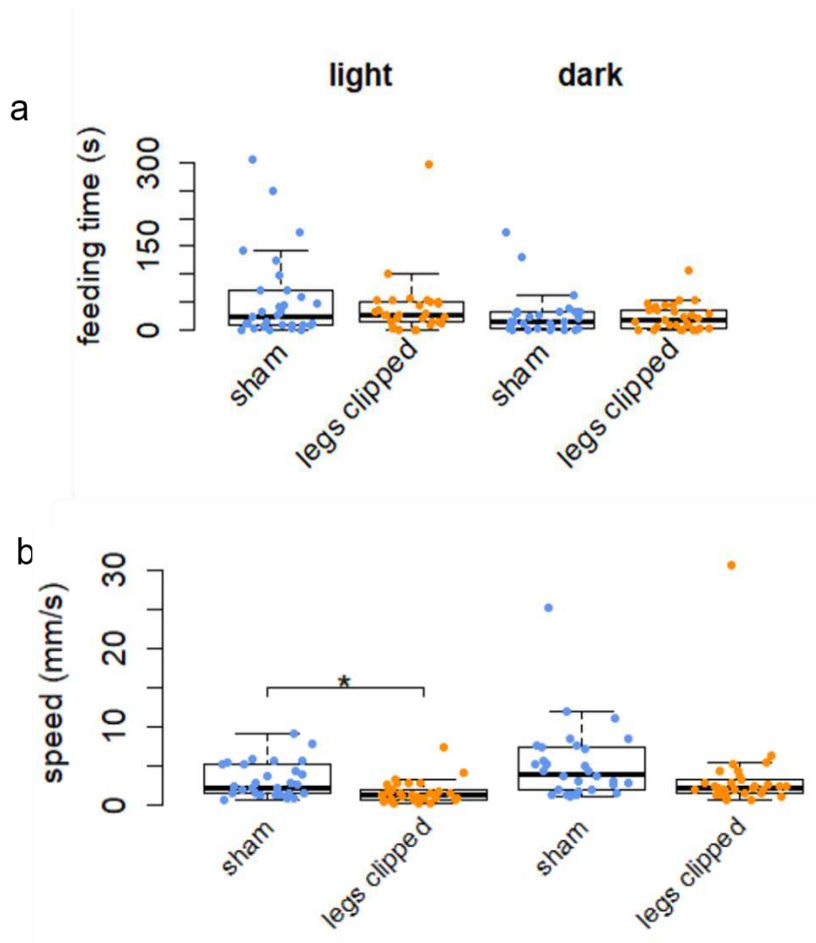 light dark
a
feeding time (s)
300
150
0
sham legs clipped sham legs clipped
b
speed (mm/s)
30
20
10
0
*
sham legs clipped sham legs clipped